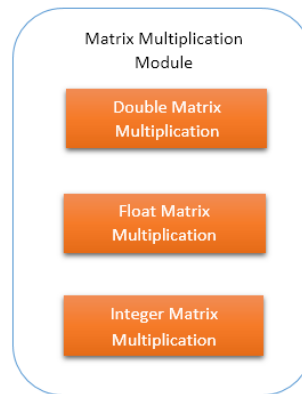 Matrix Multiplication
Module
Double Matrix
Multiplication
Float Matrix
Multiplication
Integer Matrix
Multiplication